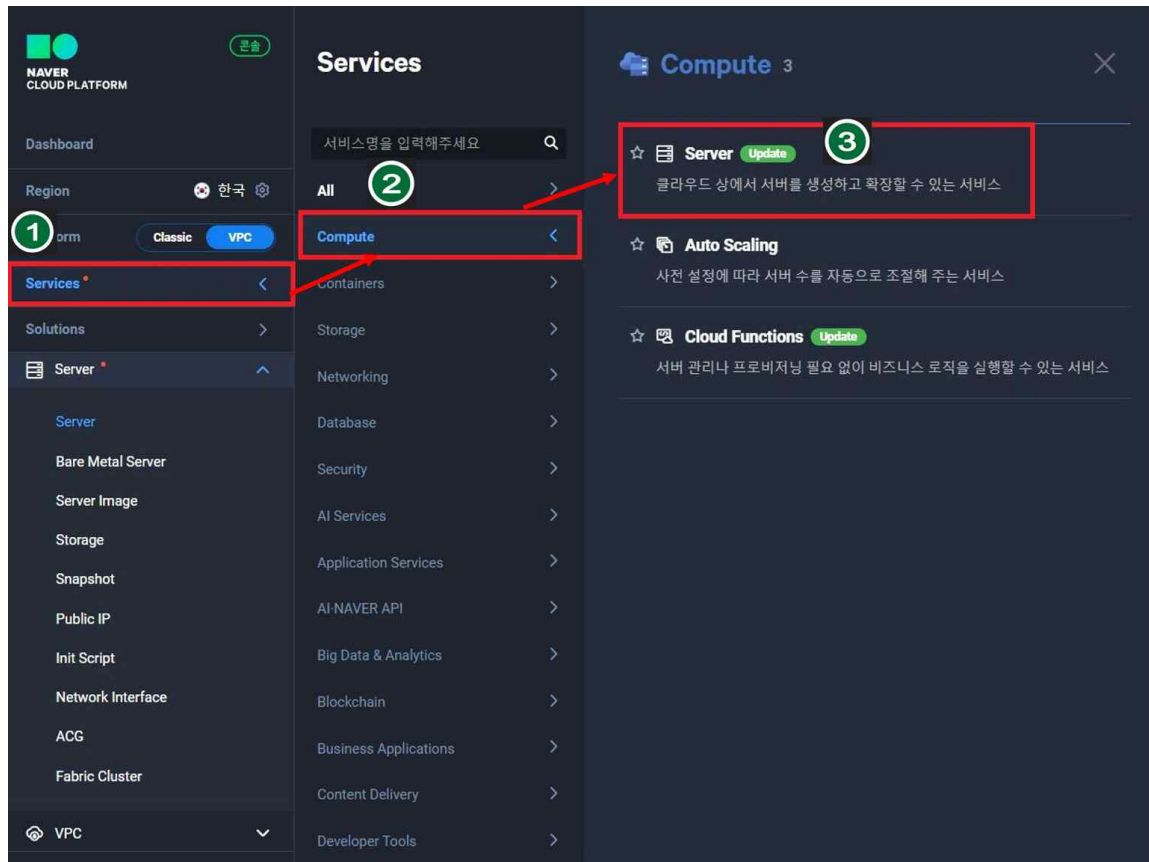 NAVER
CLOUD PLATFORM
콘솔
Dashboard
Region 한국
1 orm Classic VPC
Services
Solutions
Server
Server
Bare Metal Server
Server Image
Storage
Snapshot
Public IP
Init Script
Network Interface
ACG
Fabric Cluster
VPC
Services
서비스명을 입력해주세요
All 2
Compute
Containers
Storage
Networking
Database
Security
AI Services
Application Services
AI·NAVER API
Big Data & Analytics
Blockchain
Business Applications
Content Delivery
Developer Tools
Compute 3
Server Update 3
클라우드 상에서 서버를 생성하고 확장할 수 있는 서비스
Auto Scaling
사전 설정에 따라 서버 수를 자동으로 조절해 주는 서비스
Cloud Functions Update
서버 관리나 프로비저닝 필요 없이 비즈니스 로직을 실행할 수 있는 서비스